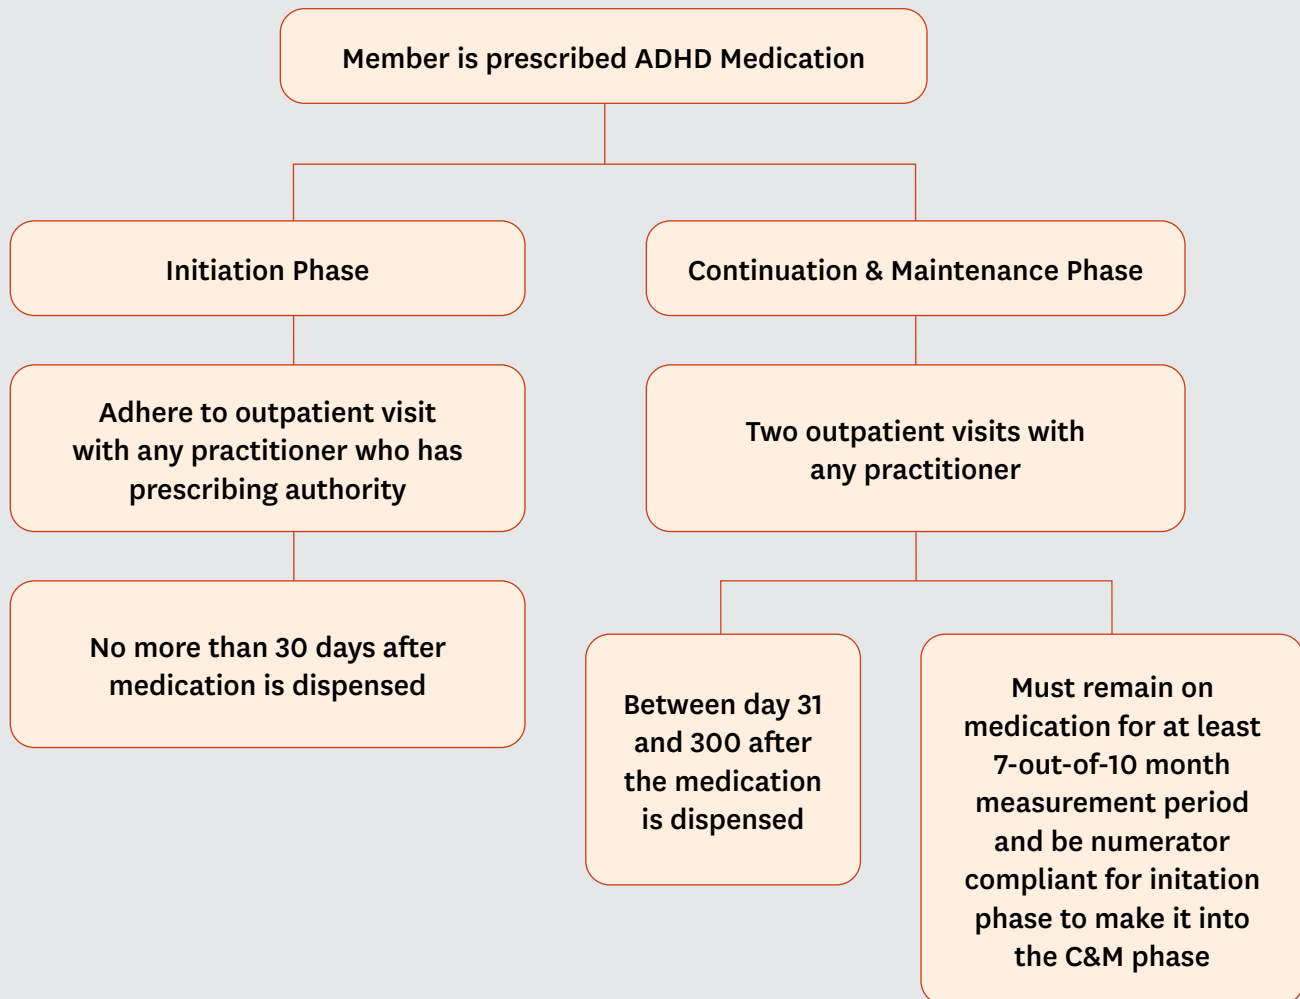 Member is prescribed ADHD Medication
Initiation Phase
Continuation & Maintenance Phase
Adhere to outpatient visit
with any practitioner who has
prescribing authority
Two outpatient visits with
any practitioner
No more than 30 days after
medication is dispensed
Between day 31
and 300 after
the medication
is dispensed
Must remain on
medication for at least
7-out-of-10 month
measurement period
and be numerator
compliant for initation
phase to make it into
the C&M phase